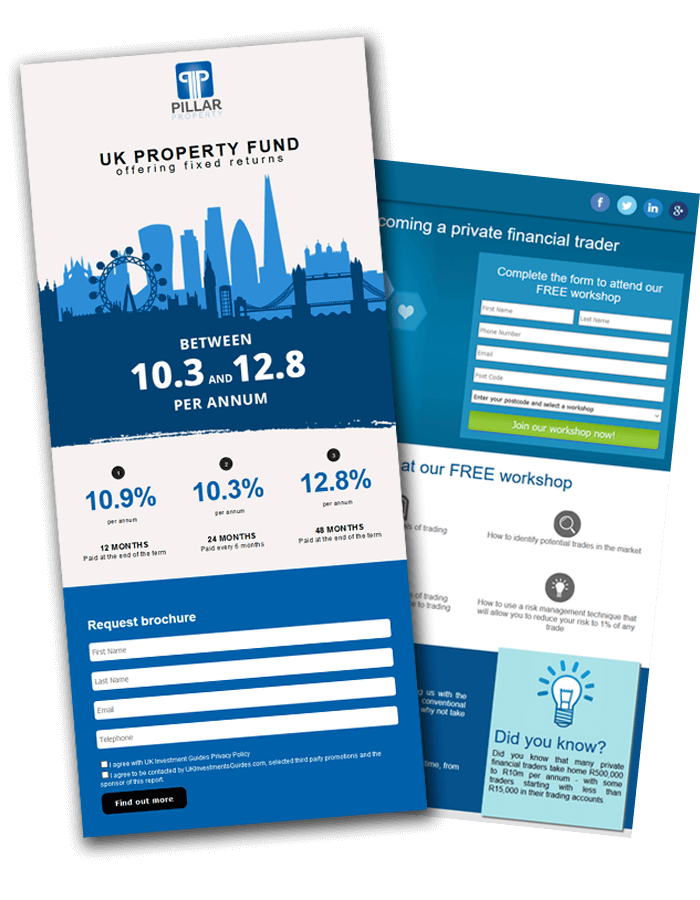 PILLAR
PROPERTY
UK PROPERTY FUND
offering fixed returns
BETWEEN
10.3 AND 12.8
PER ANNUM
1
10.9%
per annum
12 MONTHS
Paid at the end of the term
2
10.3%
per annum
24 MONTHS
Paid every 6 months
3
12.8%
per annum
48 MONTHS
Paid at the end of the term
Request brochure
First Name
Last Name
Email
Telephone
I agree with UK Investment Guides Privacy Policy
I agree to be contacted by UKInvestmentsGuides.com, selected third party promotions and the
sponsor of this report.
Find out more
f
in
g+
coming a private financial trader
Complete the form to attend our
FREE workshop
First Name
Last Name
Phone Number
Email
Post Code
Enter your postcode and select a workshop
Join our workshop now!
at our FREE workshop
of trading
How to identify potential trades in the market
of trading
to trading
How to use a risk management technique that
will allow you to reduce your risk to 1% of any
trade
us with the
conventional
why not take
time, from
Did you know?
Did you know that many private
financial traders take home R500,000
to R10m per annum - with some
traders starting with less than
R15,000 in their trading accounts.